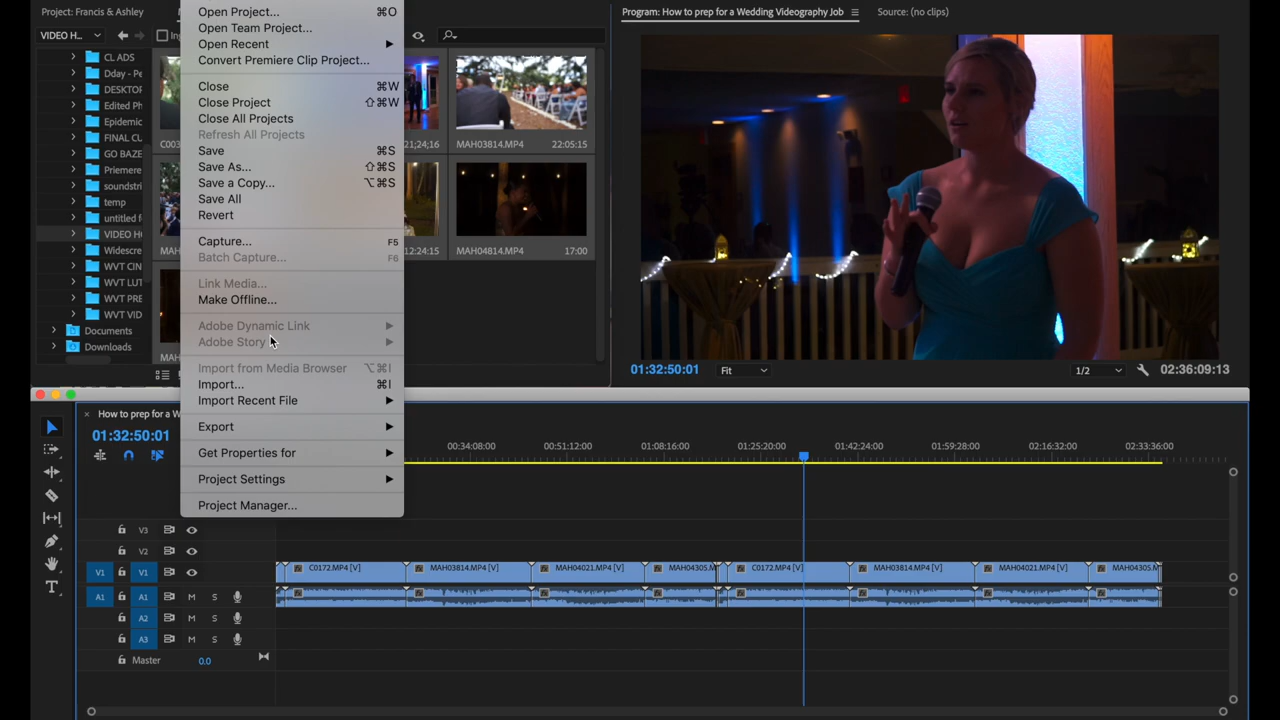 Project: Francis & Ashley
VIDEO H...
CL ADS
Dday - Pe
DESKTOP
Edited Ph
Epidemic
FINAL CU
GO BAZE
Priemere
soundstri
temp
untitled f
VIDEO H
Widescre
WVT CIN
WVT LUT
WVT PRE
WVT VID
Documents
Downloads
Open Project... ⌘O
Open Team Project...
Open Recent
Convert Premiere Clip Project...
Close ⌘W
Close Project ⇧⌘W
Close All Projects
Refresh All Projects
Save ⌘S
Save As... ⇧⌘S
Save a Copy... ⌥⌘S
Save All
Revert
Capture... F5
Batch Capture... F6
Link Media...
Make Offline...
Adobe Dynamic Link
Adobe Story
Import from Media Browser ⌥⌘I
Import... ⌘I
Import Recent File
Export
Get Properties for
Project Settings
Project Manager...
C003
21;24;16
MAH03814.MP4 22:05:15
MAH
12:24:15
MAH04814.MP4 17:00
MAH
Program: How to prep for a Wedding Videography Job
Source: (no clips)
01:32:50:01
Fit
1/2
02:36:09:13
× How to prep for a W
01:32:50:01
00:34:08:00 00:51:12:00 01:08:16:00 01:25:20:00 01:42:24:00 01:59:28:00 02:16:32:00 02:33:36:00
V3
V2
V1 V1
C0172.MP4 [V] MAH03814.MP4 [V] MAH04021.MP4 [V] MAH04305.M C0172.MP4 [V] MAH03814.MP4 [V] MAH04021.MP4 [V] MAH04305.M
A1 A1 M S
A2 M S
A3 M S
Master 0.0